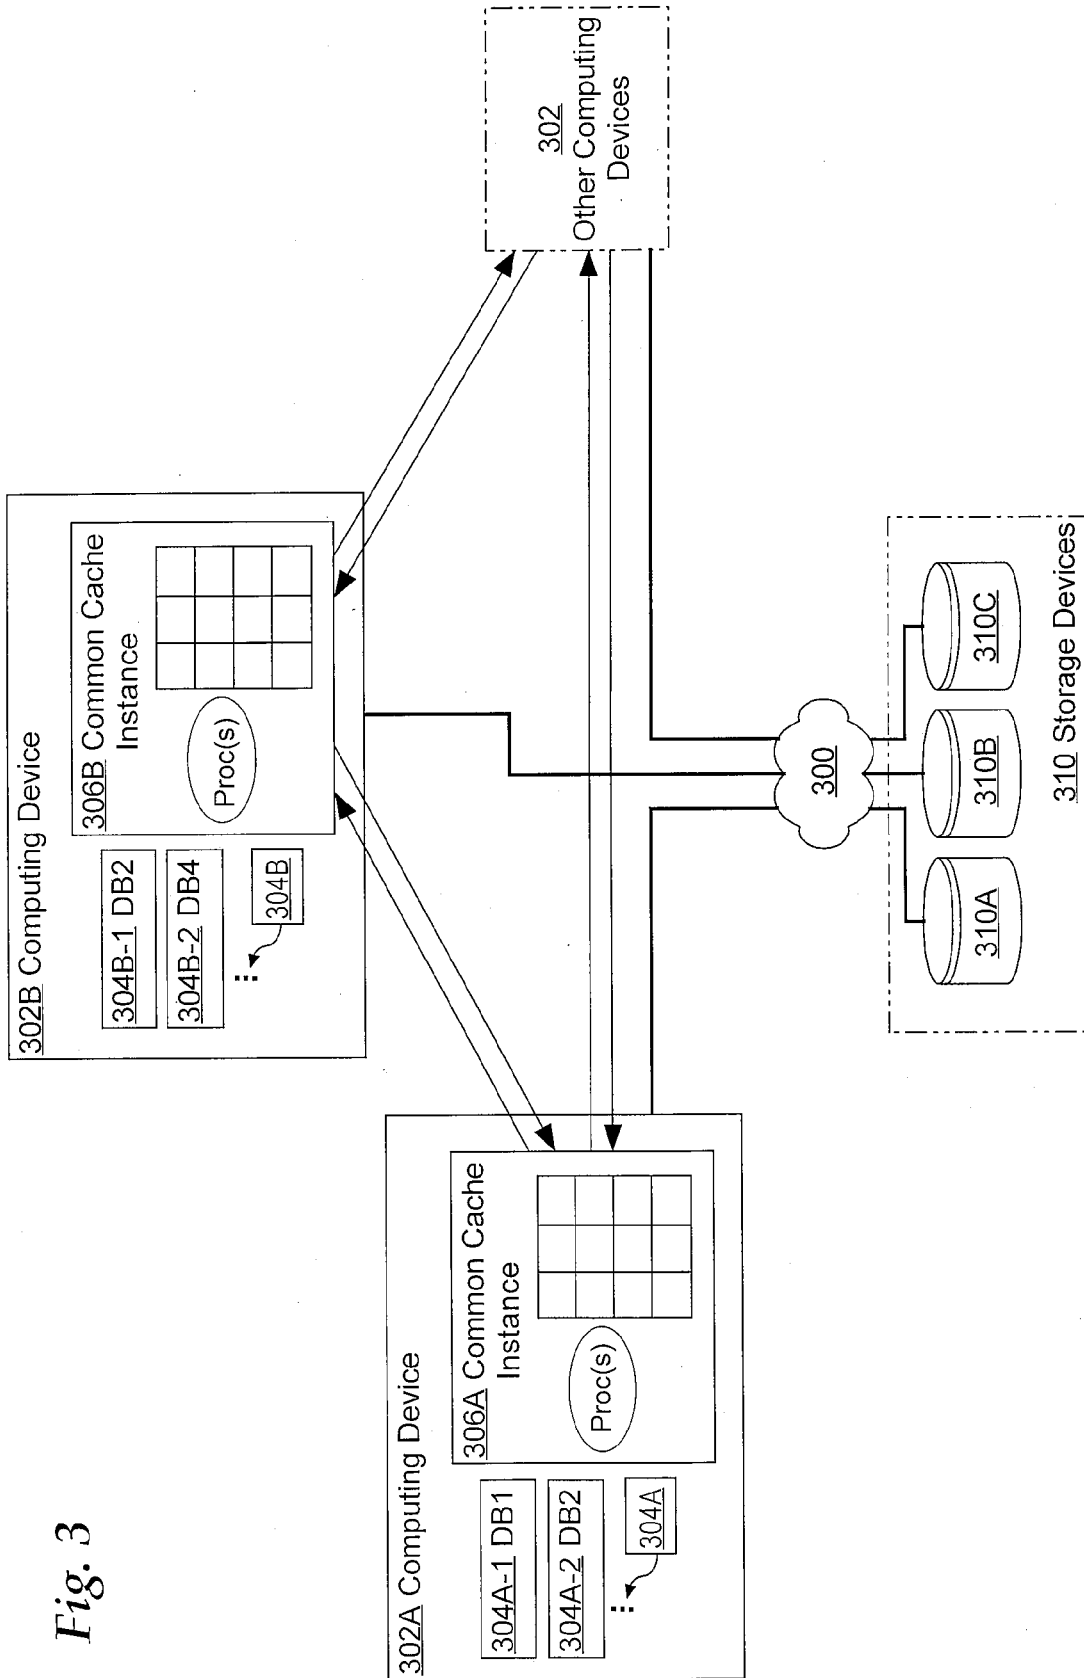 Fig. 3
302A Computing Device
304A-1 DB1
304A-2 DB2
304A
306A Common Cache
Instance
Proc(s)
302B Computing Device
304B-1 DB2
304B-2 DB4
304B
306B Common Cache
Instance
Proc(s)
302
Other Computing
Devices
300
310A
310B
310C
310 Storage Devices